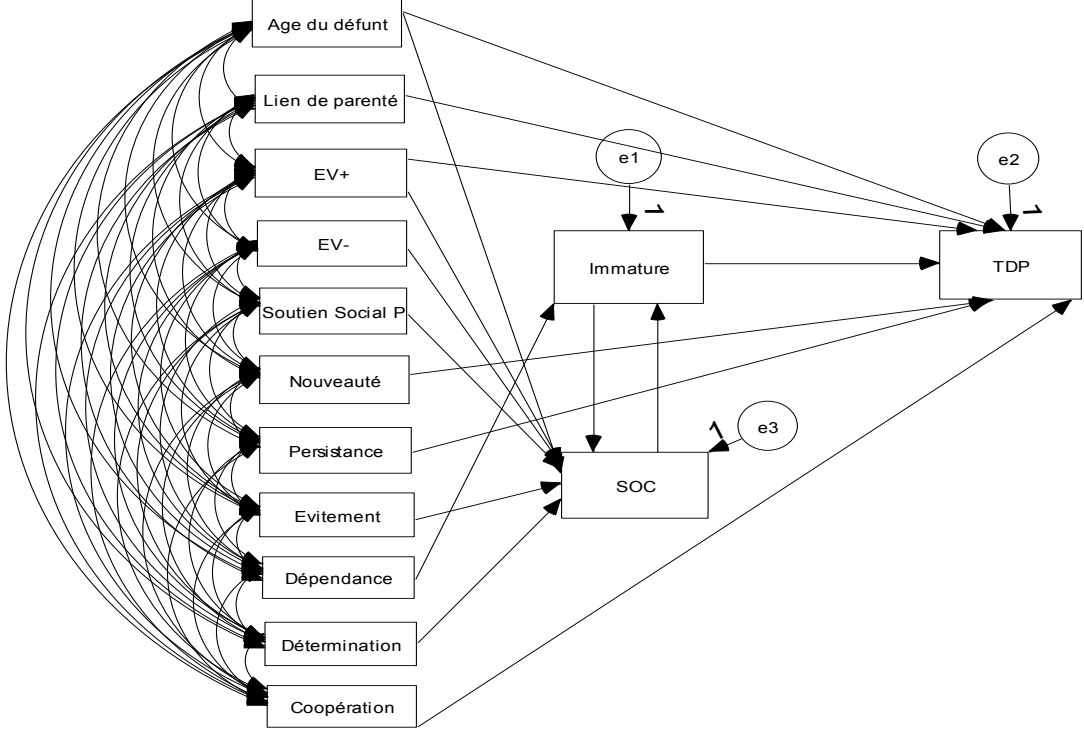 Age du défunt
Lien de parenté
EV+
EV-
Soutien Social P
Nouveauté
Persistance
Evitement
Dépendance
Détermination
Coopération
e1
1
Immature
SOC
e3
1
e2
1
TDP